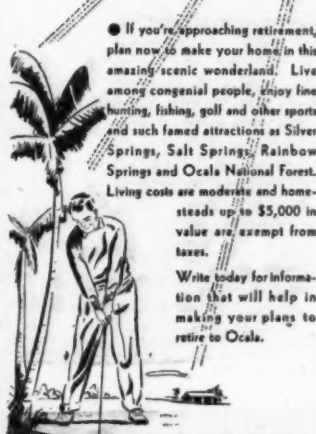 ● If you're approaching retirement,
plan now to make your home in this
amazing scenic wonderland. Live
among congenial people, enjoy fine
hunting, fishing, golf and other sports
and such famed attractions as Silver
Springs, Salt Springs, Rainbow
Springs and Ocala National Forest.
Living costs are moderate and home-
steads up to $5,000 in
value are exempt from
taxes.
Write today for informa-
tion that will help in
making your plans to
retire to Ocala.